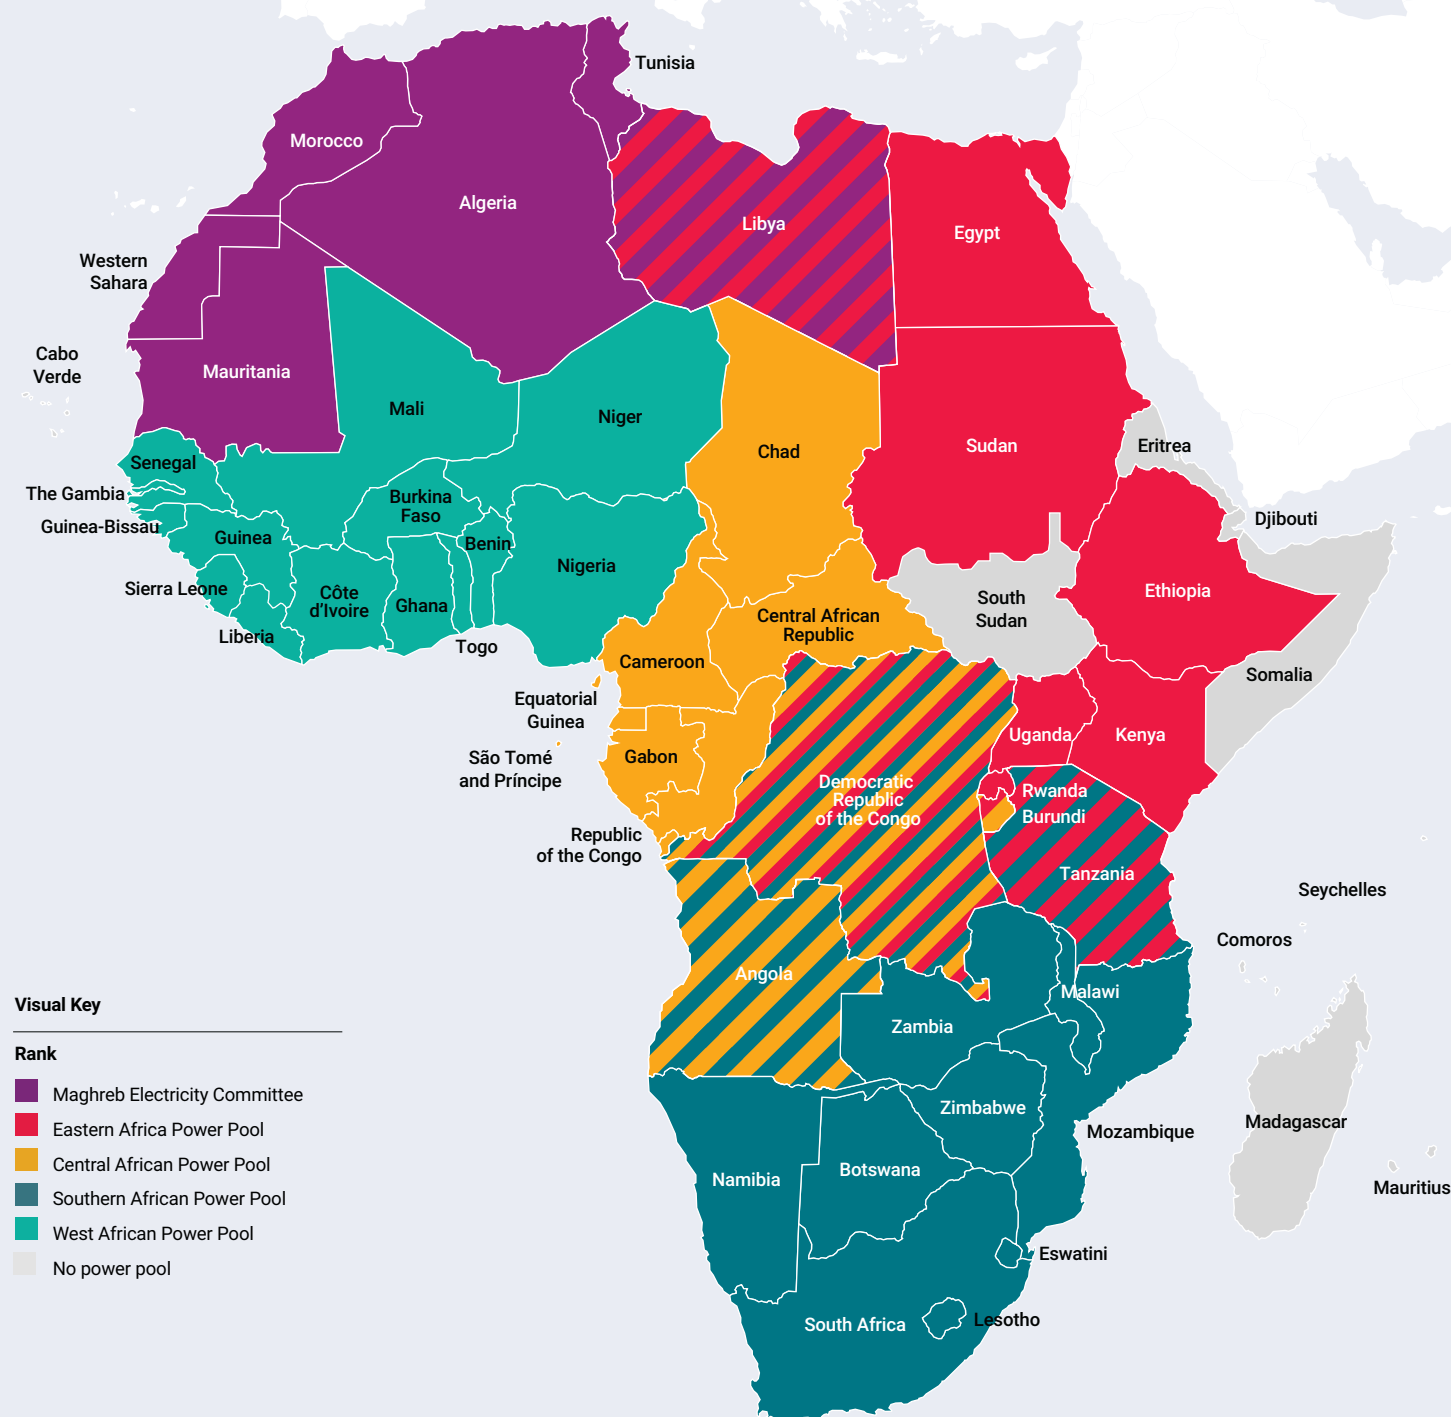 Tunisia
Morocco
Algeria
Libya
Egypt
Western
Sahara
Cabo
Verde
Mauritania
Mali
Niger
Chad
Sudan
Eritrea
Senegal
The Gambia
Burkina
Faso
Guinea-Bissau
Guinea
Benin
Djibouti
Nigeria
Sierra Leone
Côte
d’Ivoire
Ghana
Ethiopia
South
Sudan
Liberia
Togo
Central African
Republic
Cameroon
Somalia
Equatorial
Guinea
Uganda
Kenya
Gabon
São Tomé
and Príncipe
Democratic
Republic
of the Congo
Rwanda
Burundi
Republic
of the Congo
Tanzania
Seychelles
Comoros
Angola
Malawi
Zambia
Zimbabwe
Mozambique
Madagascar
Mauritius
Namibia
Botswana
Eswatini
South Africa
Lesotho
Visual Key
Rank
Maghreb Electricity Committee
Eastern Africa Power Pool
Central African Power Pool
Southern African Power Pool
West African Power Pool
No power pool